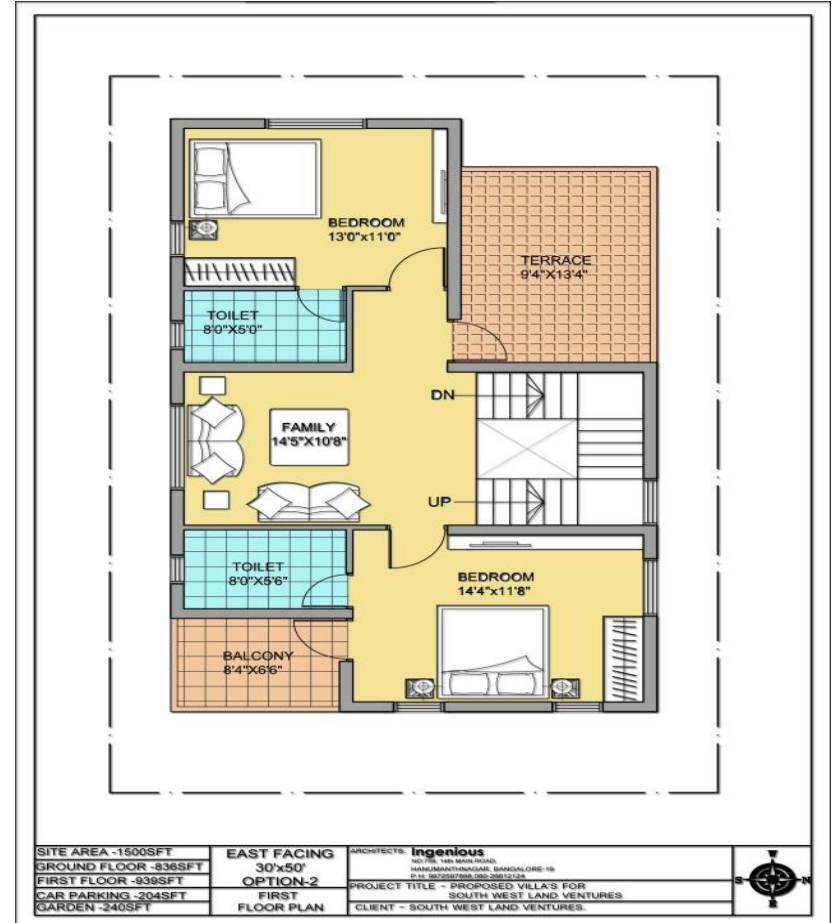 BEDROOM
13'0"x11'0"
TERRACE
9'4"X13'4"
TOILET
8'0"X5'0"
DN
FAMILY
14'5"X10'8"
UP
TOILET
8'0"X5'6"
BEDROOM
14'4"x11'8"
BALCONY
8'4"X6'6"
SITE AREA -1500SFT
GROUND FLOOR -836SFT
FIRST FLOOR -939SFT
CAR PARKING -204SFT
GARDEN -240SFT
EAST FACING
30'x50'
OPTION-2
FIRST
FLOOR PLAN
ARCHITECTS: Ingenious
14th MAIN ROAD,
HANUMANTHNAGAR, BANGALORE-19
PROJECT TITLE - PROPOSED VILLA'S FOR
SOUTH WEST LAND VENTURES
CLIENT - SOUTH WEST LAND VENTURES.
S